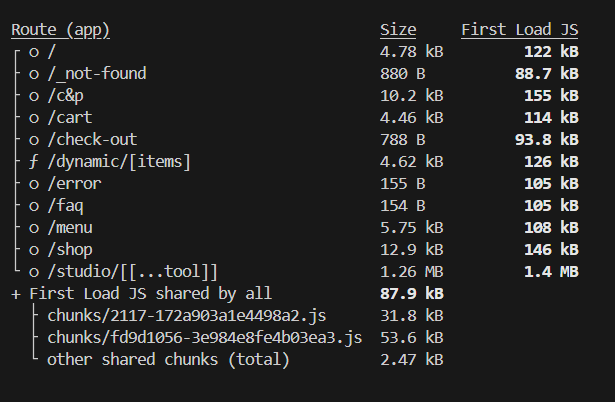 Route (app) Size First Load JS
┌ ○ / 4.78 kB 122 kB
├ ○ /_not-found 880 B 88.7 kB
├ ○ /c&p 10.2 kB 155 kB
├ ○ /cart 4.46 kB 114 kB
├ ○ /check-out 788 B 93.8 kB
├ ƒ /dynamic/[items] 4.62 kB 126 kB
├ ○ /error 155 B 105 kB
├ ○ /faq 154 B 105 kB
├ ○ /menu 5.75 kB 108 kB
├ ○ /shop 12.9 kB 146 kB
└ ○ /studio/[[...tool]] 1.26 MB 1.4 MB
+ First Load JS shared by all 87.9 kB
├ chunks/2117-172a903a1e4498a2.js 31.8 kB
├ chunks/fd9d1056-3e984e8fe4b03ea3.js 53.6 kB
└ other shared chunks (total) 2.47 kB